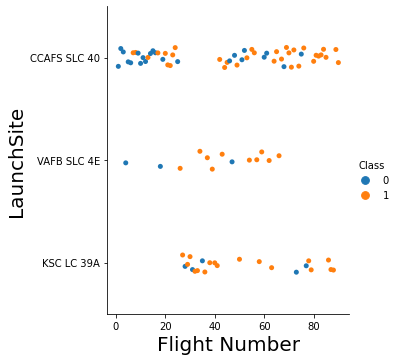 CCAFS SLC 40
VAFB SLC 4E
KSC LC 39A
LaunchSite
0
20
40
60
80
Flight Number
Class
0
1